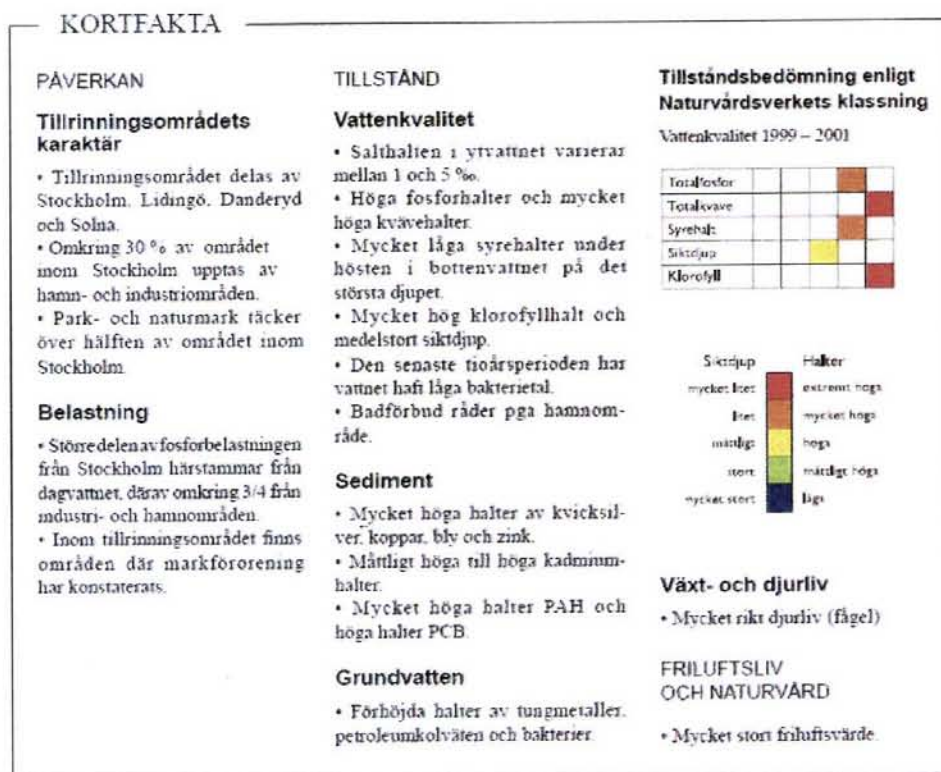 KORTFAKTA
PÅVERKAN
Tillrinningsområdets
karaktär
• Tillrinningsområdet delas av
Stockholm, Lidingö, Danderyd
och Solna.
• Omkring 30 % av området
inom Stockholm upptas av
hamn- och industriområden.
• Park- och naturmark täcker
över hälften av området inom
Stockholm.
Belastning
• Större delen av fosforbelastningen
från Stockholm härstammar från
dagvattnet, därav omkring 3/4 från
industri- och hamnområden.
• Inom tillrinningsområdet finns
områden där markförorening
har konstaterats.
TILLSTÅND
Vattenkvalitet
• Salthalten i ytvattnet varierar
mellan 1 och 5 ‰.
• Höga fosforhalter och mycket
höga kvävehalter.
• Mycket låga syrehalter under
hösten i bottenvattnet på det
största djupet.
• Mycket hög klorofyllhalt och
medelstort siktdjup.
• Den senaste tioårsperioden har
vattnet haft låga bakterietal.
• Badförbud råder pga hamnom-
råde.
Sediment
• Mycket höga halter av kvicksil-
ver, koppar, bly och zink.
• Måttligt höga till höga kadmium-
halter.
• Mycket höga halter PAH och
höga halter PCB.
Grundvatten
• Förhöjda halter av tungmetaller,
petroleumkolväten och bakterier.
Tillståndsbedömning enligt
Naturvårdsverkets klassning
Vattenkvalitet 1999 – 2001
Totalfosfor
Totalkväve
Syrehalt
Siktdjup
Klorofyll
Siktdjup Halter
mycket litet extremt höga
litet mycket höga
måttligt höga
stort måttligt höga
mycket stort låga
Växt- och djurliv
• Mycket rikt djurliv (fågel)
FRILUFTSLIV
OCH NATURVÅRD
• Mycket stort friluftsvärde.